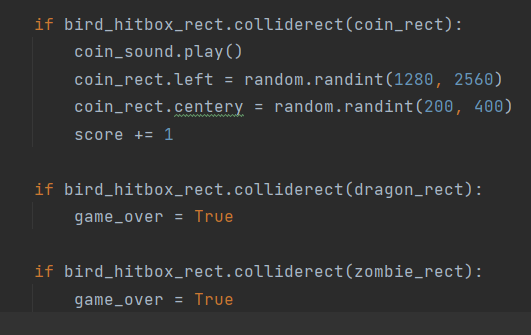 if bird_hitbox_rect.colliderect(coin_rect):
    coin_sound.play()
    coin_rect.left = random.randint(1280, 2560)
    coin_rect.centery = random.randint(200, 400)
    score += 1

if bird_hitbox_rect.colliderect(dragon_rect):
    game_over = True

if bird_hitbox_rect.colliderect(zombie_rect):
    game_over = True